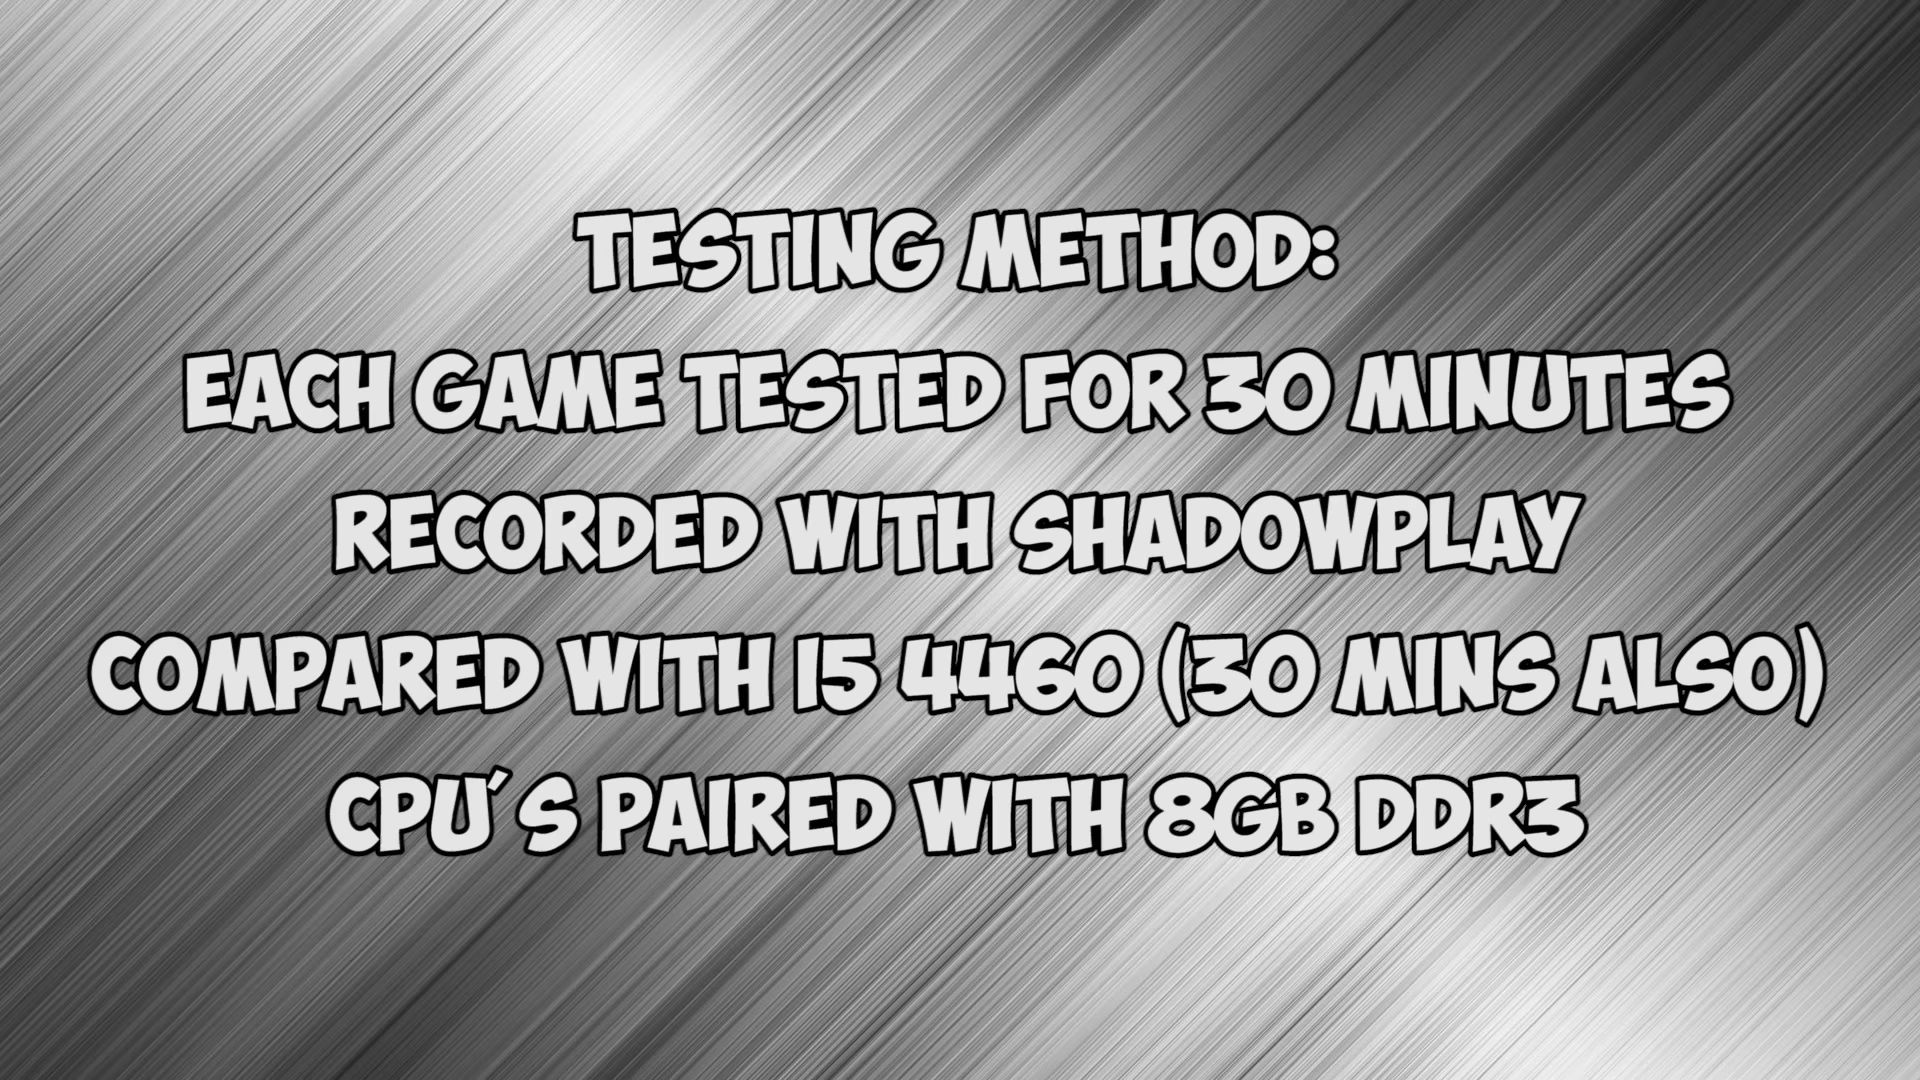 TESTING METHOD:
EACH GAME TESTED FOR 30 MINUTES
RECORDED WITH SHADOWPLAY
COMPARED WITH I5 4460 (30 MINS ALSO)
CPU'S PAIRED WITH 8GB DDR3